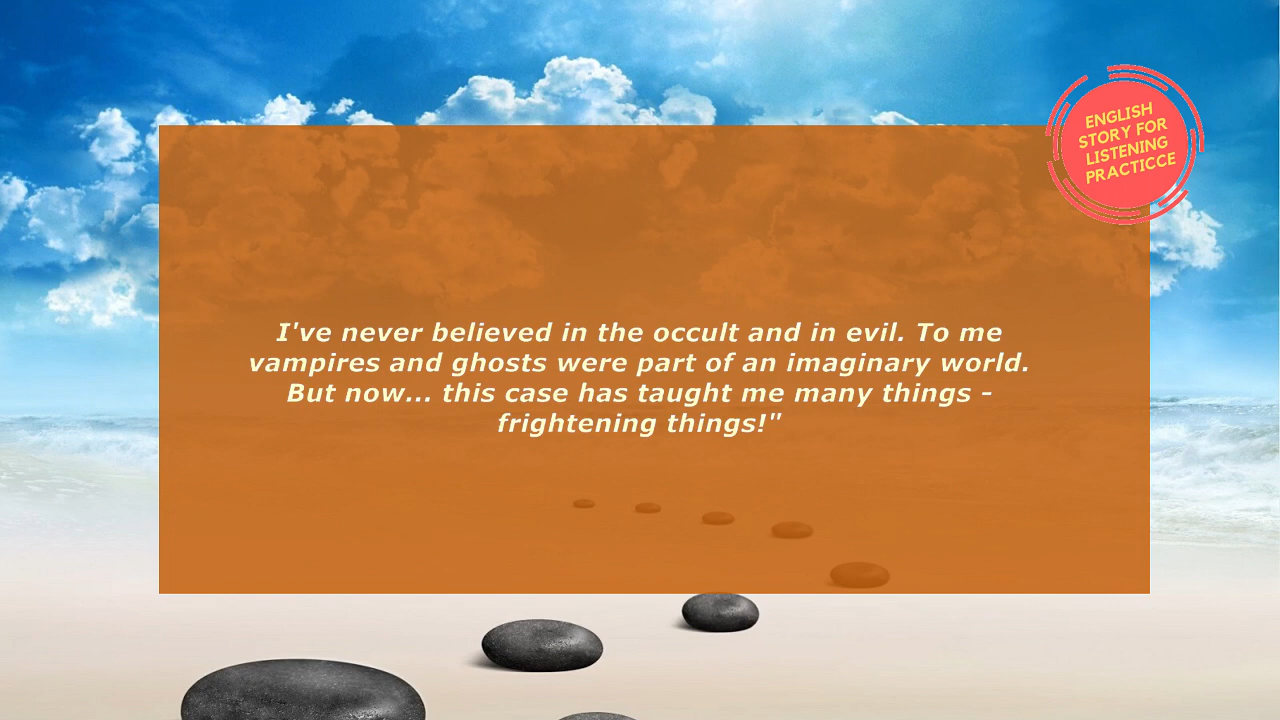 ENGLISH
STORY FOR
LISTENING
PRACTICCE
I've never believed in the occult and in evil. To me
vampires and ghosts were part of an imaginary world.
But now... this case has taught me many things -
frightening things!"